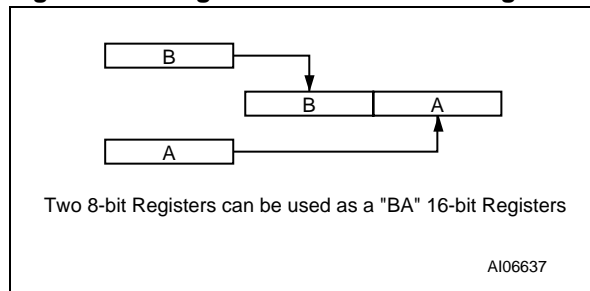 B
B A
A
Two 8-bit Registers can be used as a "BA" 16-bit Registers
AI06637